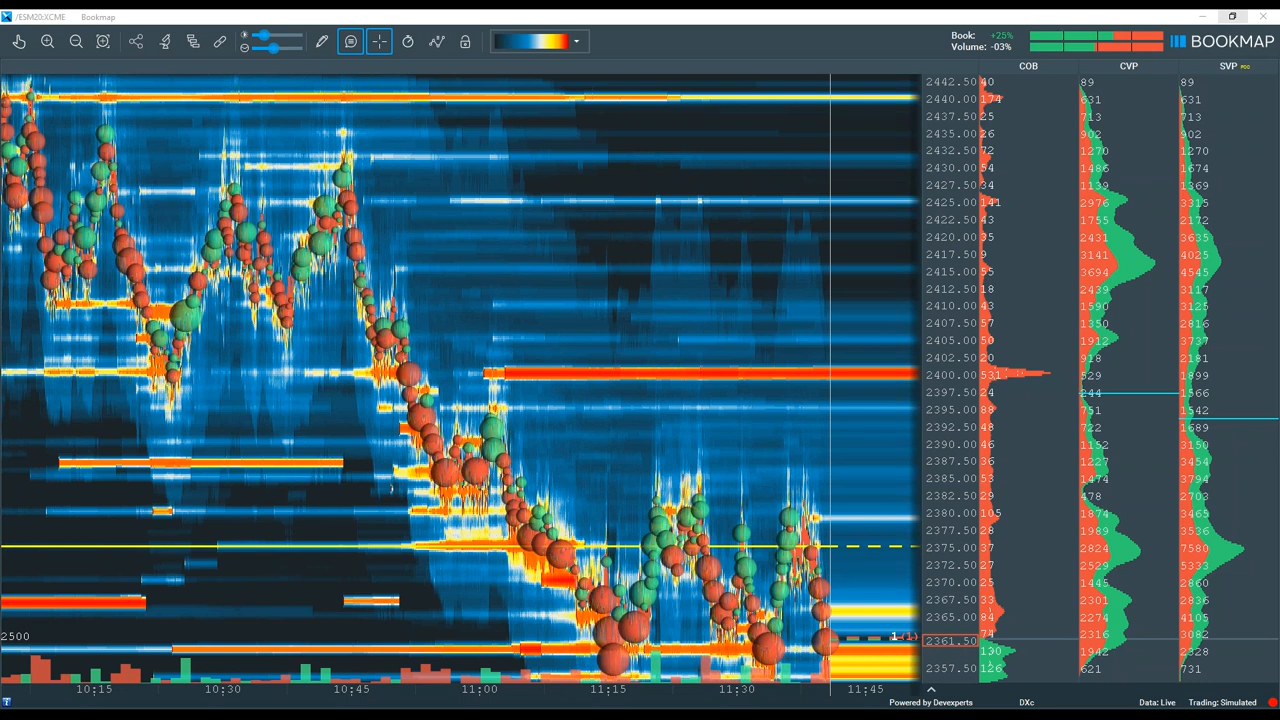 /ESM20:XCME Bookmap
Book: +25%
Volume: -03%
BOOKMAP
COB CVP SVP POC
2442.50 40 89 89
2440.00 174 631 631
2437.50 25 713 713
2435.00 26 902 902
2432.50 72 1270 1270
2430.00 54 1486 1674
2427.50 34 1139 1369
2425.00 141 2976 3315
2422.50 43 1755 2172
2420.00 35 2431 3635
2417.50 9 3141 4025
2415.00 55 3694 4545
2412.50 18 2439 3117
2410.00 43 1590 3125
2407.50 57 1350 2816
2405.00 50 1912 3737
2402.50 20 918 2181
2400.00 531 529 1899
2397.50 24 244 1566
2395.00 88 751 1542
2392.50 48 722 1689
2390.00 46 1152 3150
2387.50 36 1227 3454
2385.00 53 1474 3794
2382.50 29 478 2703
2380.00 105 1874 3465
2377.50 28 1989 3536
2375.00 37 2824 7580
2372.50 27 2529 5333
2370.00 25 1445 2860
2367.50 33 2301 2836
2365.00 84 2274 4105
2500 1 (1) 74 2316 3082
2361.50
130 1942 2328
2357.50 126 621 731
10:15 10:30 10:45 11:00 11:15 11:30 11:45
Powered by Devexperts DXc Data: Live Trading: Simulated